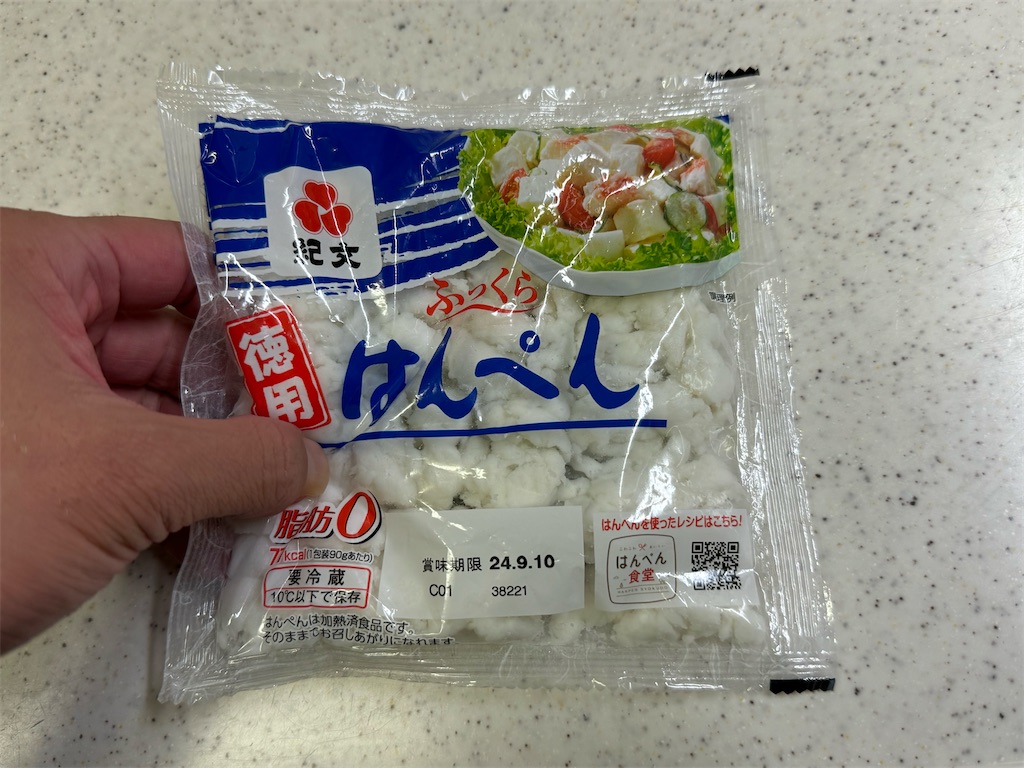 紀文
調理例
ふっくら
徳用
はんぺん
脂肪0
77kcal(1包装90gあたり)
要冷蔵
10℃以下で保存
はんぺんは加熱済食品です。
そのままでお召しあがりになれます
賞味期限 24.9.10
C01 38221
はんぺんを使ったレシピはこちら!
はんぺん
食堂